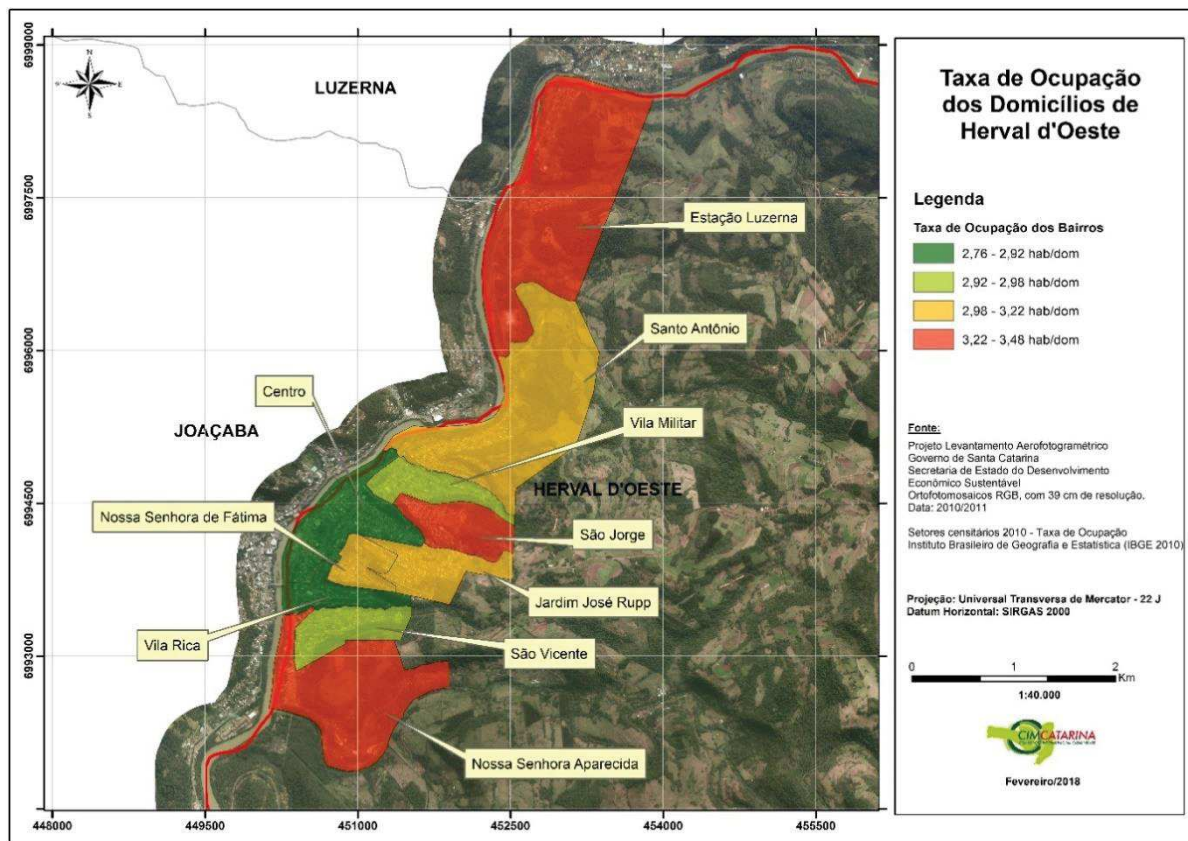 6999000
6997500
6996000
6994500
6993000
448000
449500
451000
452500
454000
455500
N
E
S
LUZERNA
JOAÇABA
HERVAL D'OESTE
Estação Luzerna
Santo Antônio
Centro
Vila Militar
Nossa Senhora de Fátima
São Jorge
Jardim José Rupp
Vila Rica
São Vicente
Nossa Senhora Aparecida
Taxa de Ocupação
dos Domicílios de
Herval d'Oeste
Legenda
Taxa de Ocupação dos Bairros
2,76 - 2,92 hab/dom
2,92 - 2,98 hab/dom
2,98 - 3,22 hab/dom
3,22 - 3,48 hab/dom
Fonte:
Projeto Levantamento Aerofotogramétrico
Governo de Santa Catarina
Secretaria de Estado do Desenvolvimento
Econômico Sustentável
Ortofotomosaicos RGB, com 39 cm de resolução.
Data: 2010/2011
Setores censitários 2010 - Taxa de Ocupação
Instituto Brasileiro de Geografia e Estatística (IBGE 2010)
Projeção: Universal Transversa de Mercator - 22 J
Datum Horizontal: SIRGAS 2000
0 1 2
Km
1:40.000
CIMCATARINA
Fevereiro/2018